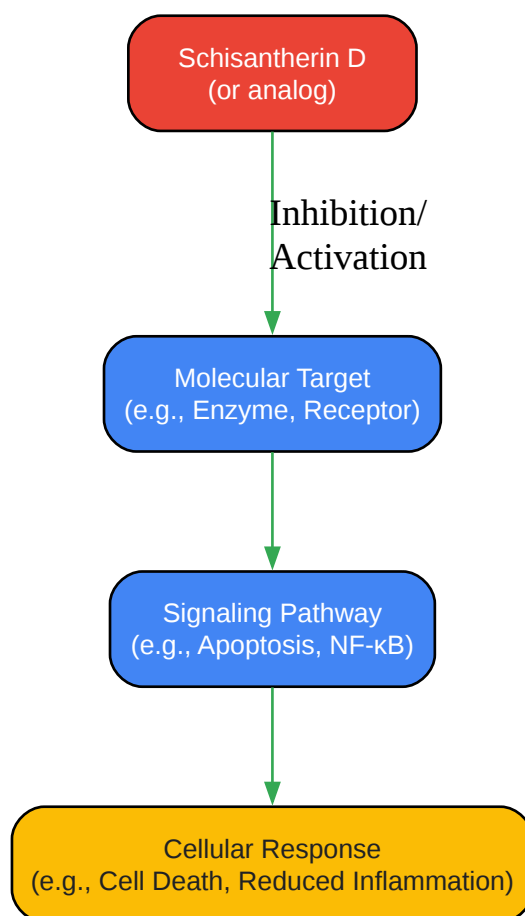 Schisantherin D
(or analog)
Inhibition/
Activation
Molecular Target
(e.g., Enzyme, Receptor)
Signaling Pathway
(e.g., Apoptosis, NF-κB)
Cellular Response
(e.g., Cell Death, Reduced Inflammation)